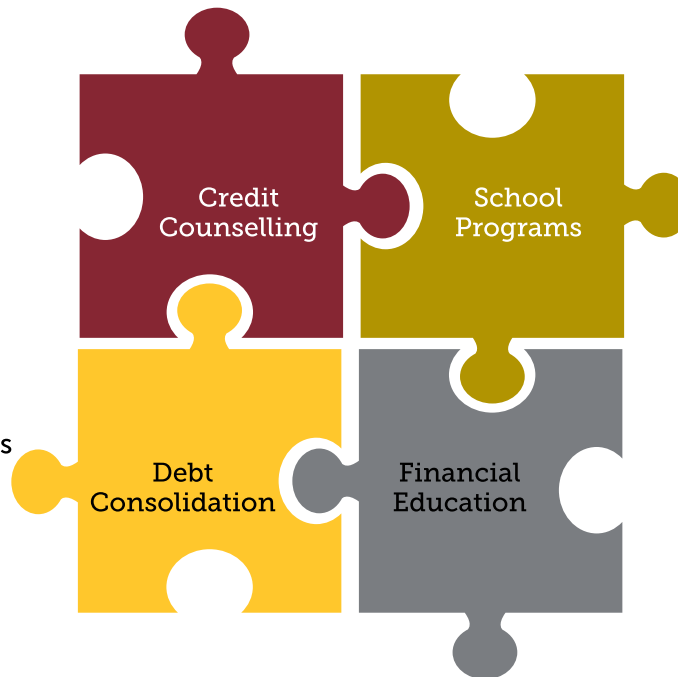 Credit
Counselling
School
Programs
s
Debt
Consolidation
Financial
Education